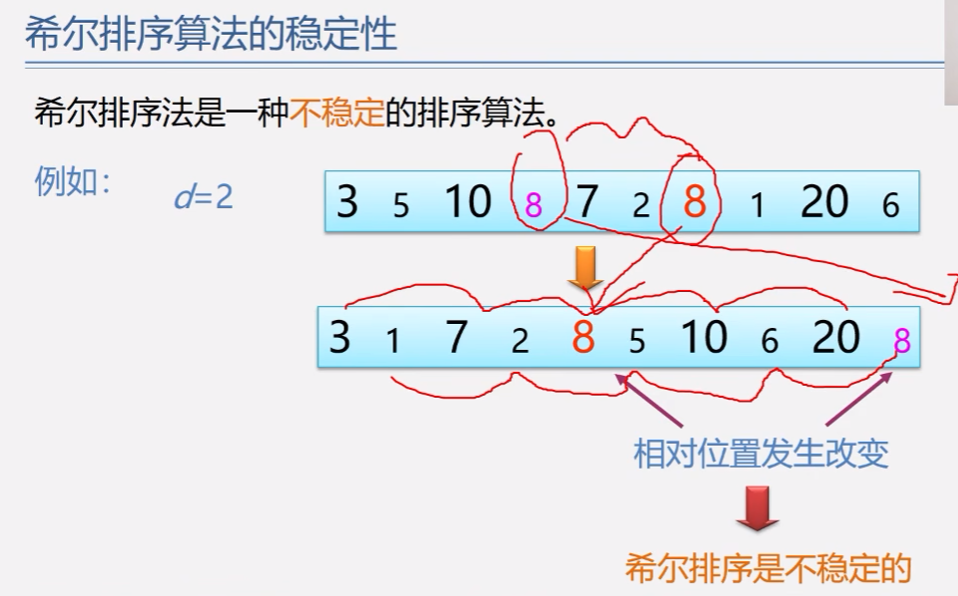 希尔排序算法的稳定性
希尔排序法是一种不稳定的排序算法。
例如： d=2
3 5 10 8 7 2 8 1 20 6
3 1 7 2 8 5 10 6 20 8
相对位置发生改变
希尔排序是不稳定的